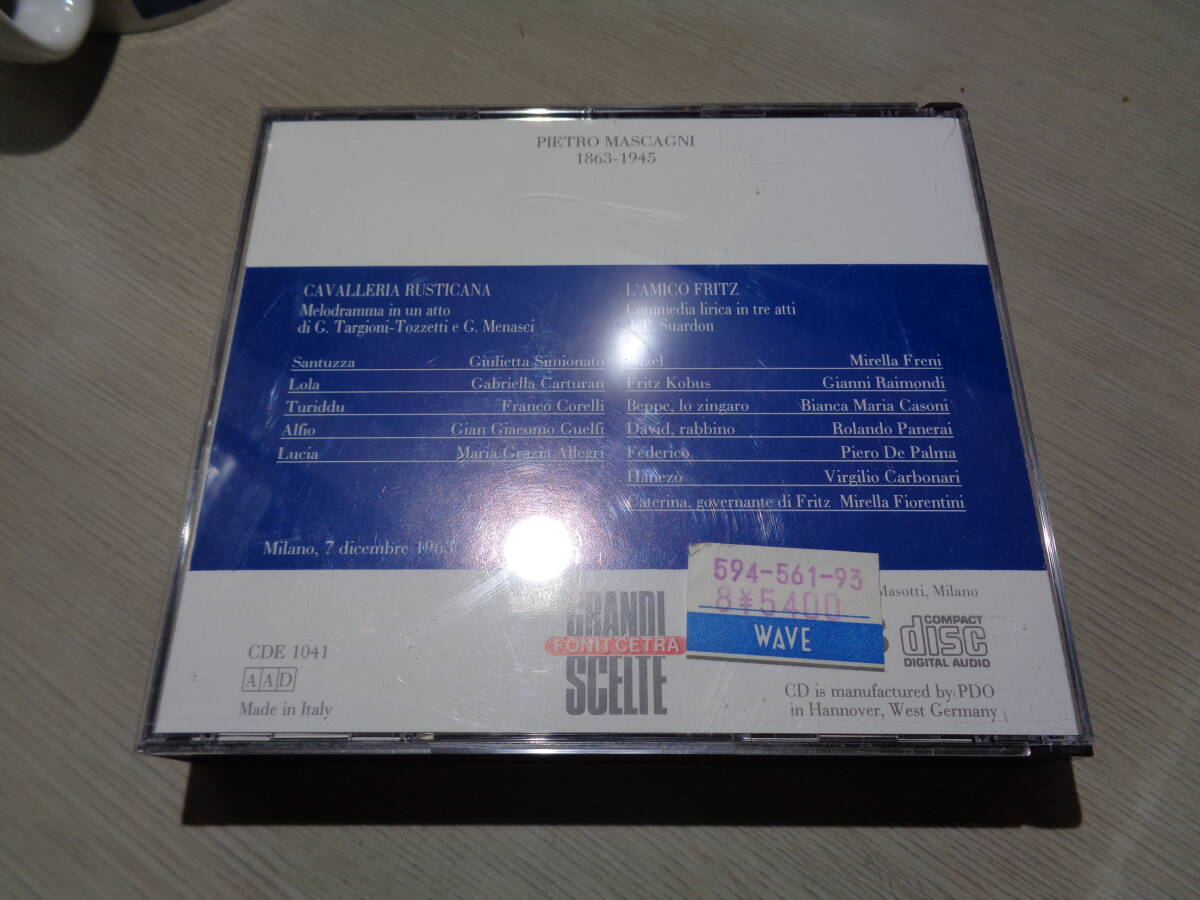 PIETRO MASCAGNI
1863-1945
CAVALLERIA RUSTICANA
Melodramma in un atto
di G. Targioni-Tozzetti e G. Menasci
Santuzza Giulietta Simionato
Lola Gabriella Carturan
Turiddu Franco Corelli
Alfio Gian Giacomo Guelfi
Lucia Maria Grazia Allegri
L'AMICO FRITZ
Commedia lirica in tre atti
di P. Suardon
Mirella Freni
Fritz Kobus Gianni Raimondi
Beppe, lo zingaro Bianca Maria Casoni
David, rabbino Rolando Panerai
Federico Piero De Palma
Hanezò Virgilio Carbonari
Caterina, governante di Fritz Mirella Fiorentini
Milano, 7 dicembre 1963
594-561-93
8 ¥5400
WAVE
Masotti, Milano
GRANDI
FONIT CETRA
SCELTE
CDE 1041
AAD
Made in Italy
COMPACT
disc
DIGITAL AUDIO
CD is manufactured by PDO
in Hannover, West Germany